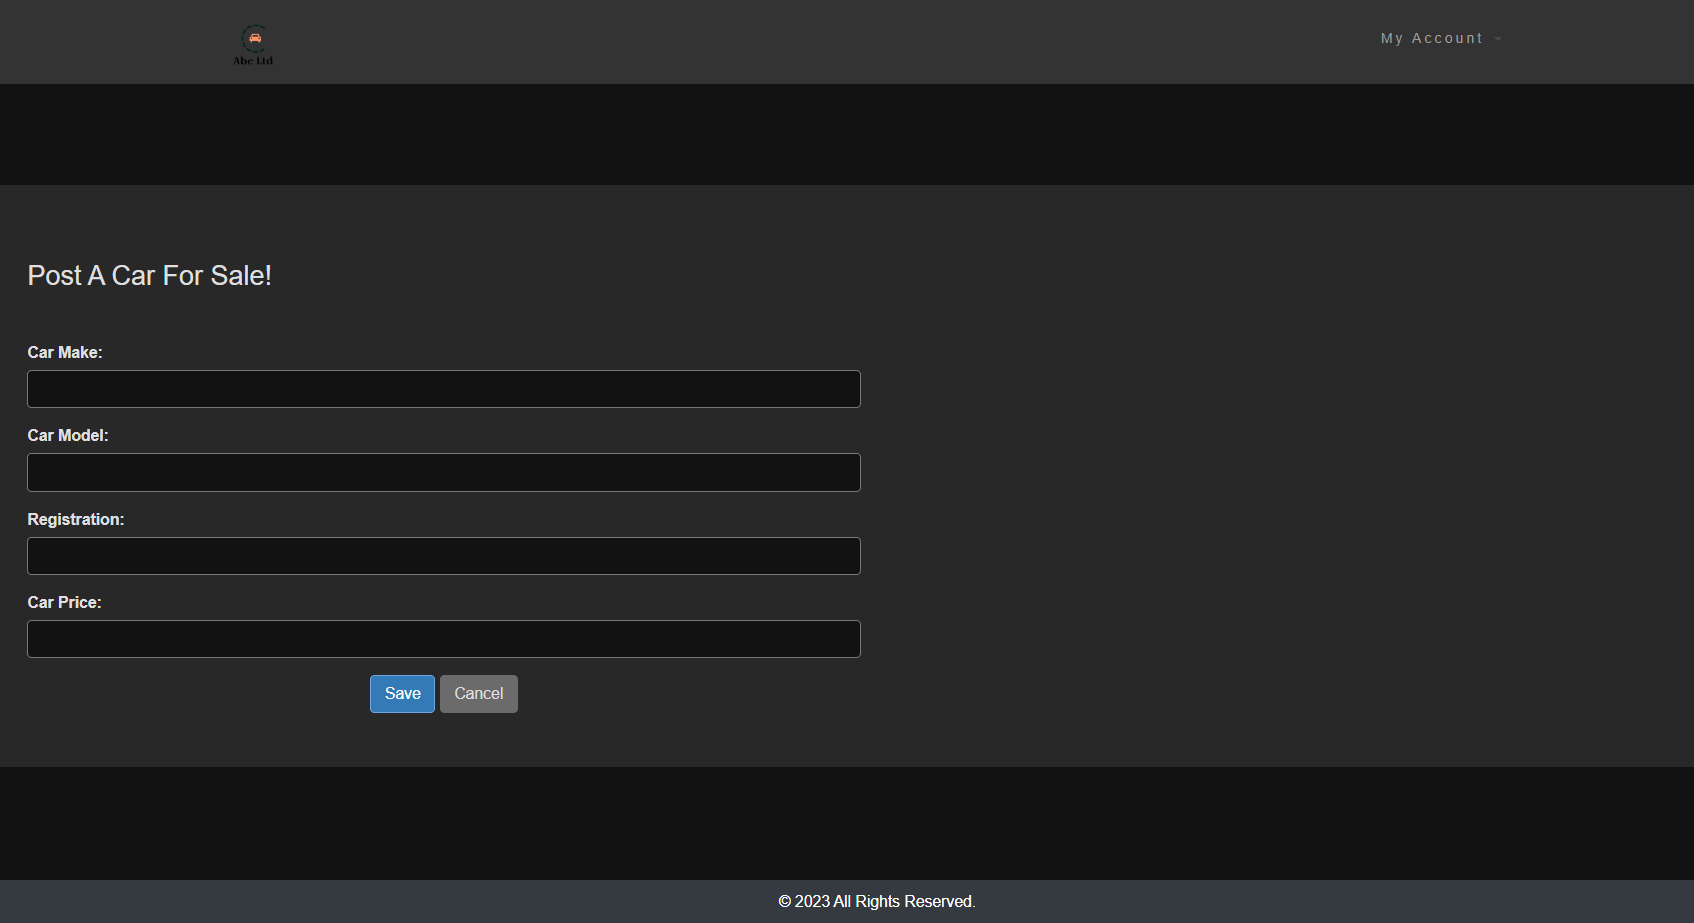 Abc Ltd
My Account
Post A Car For Sale!
Car Make:
Car Model:
Registration:
Car Price:
Save Cancel
© 2023 All Rights Reserved.